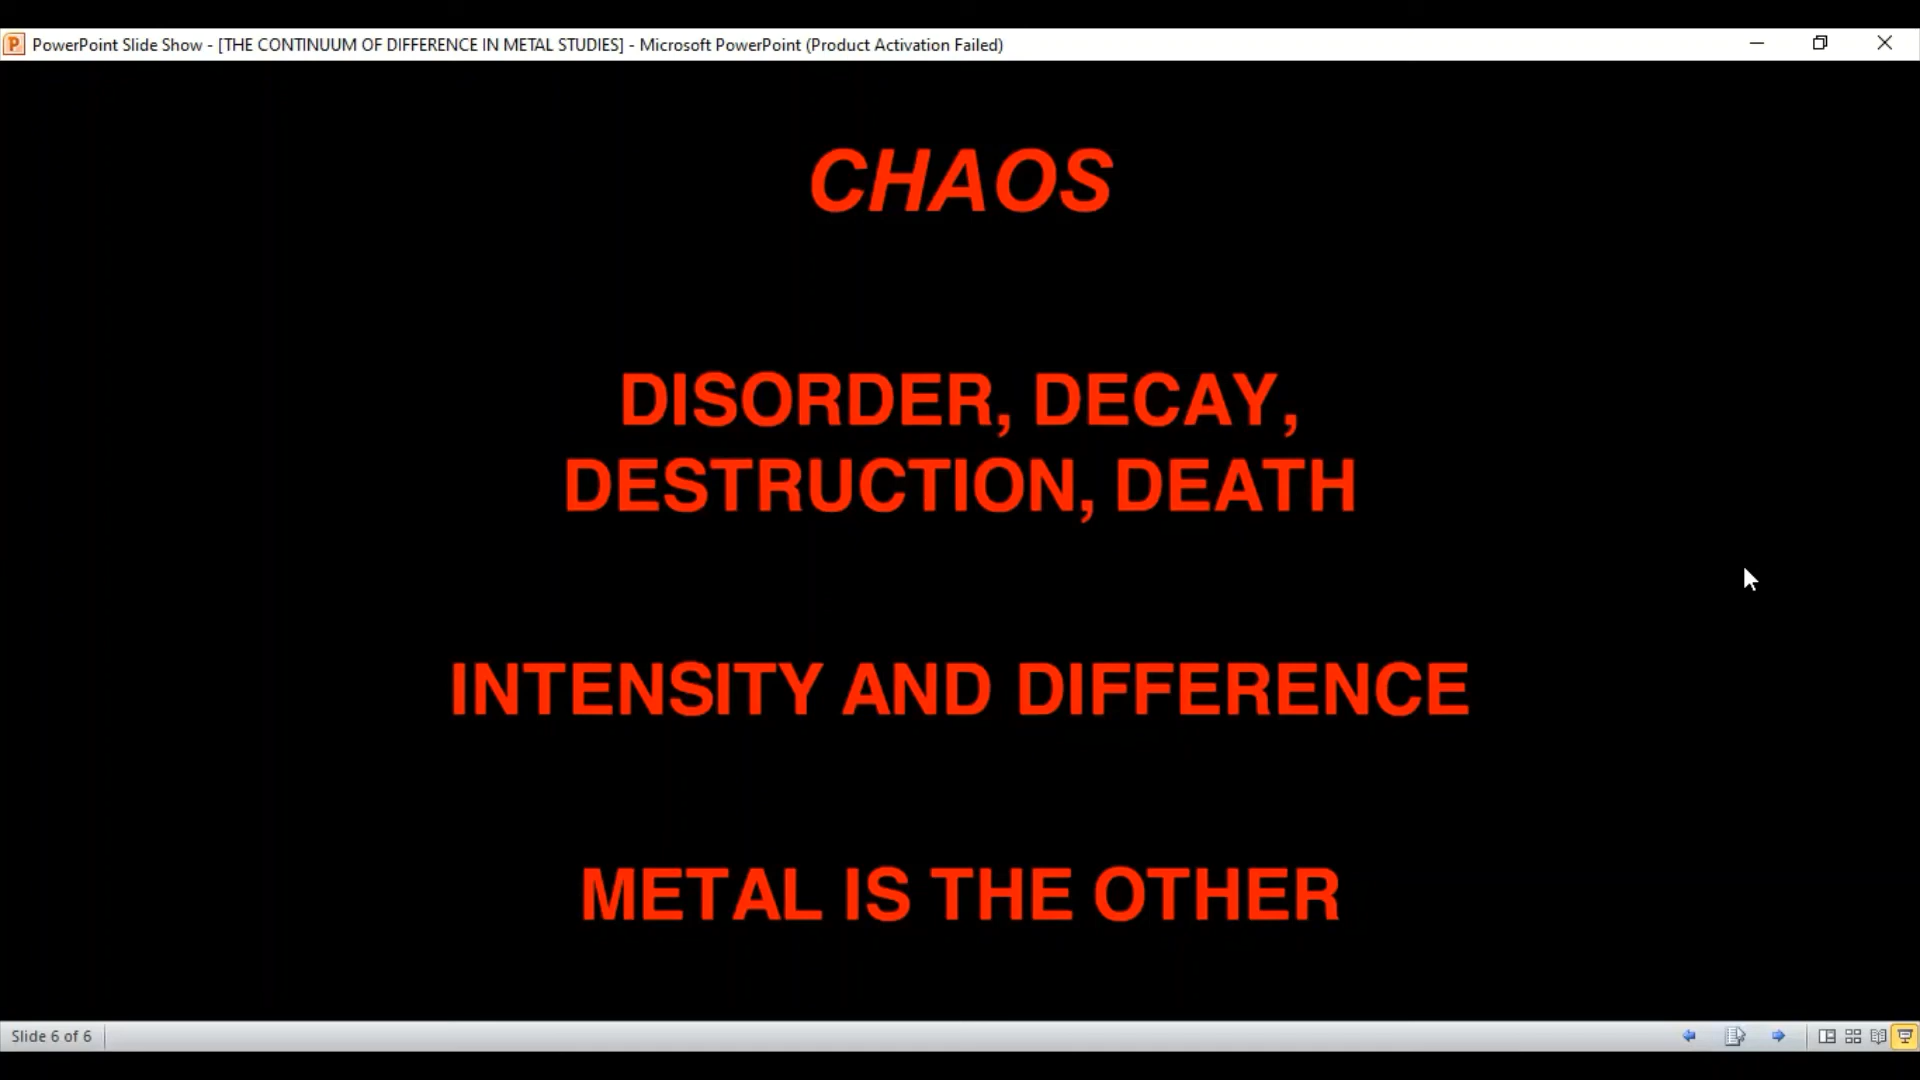 PowerPoint Slide Show - [THE CONTINUUM OF DIFFERENCE IN METAL STUDIES] - Microsoft PowerPoint (Product Activation Failed)
CHAOS
DISORDER, DECAY,
DESTRUCTION, DEATH
INTENSITY AND DIFFERENCE
METAL IS THE OTHER
Slide 6 of 6